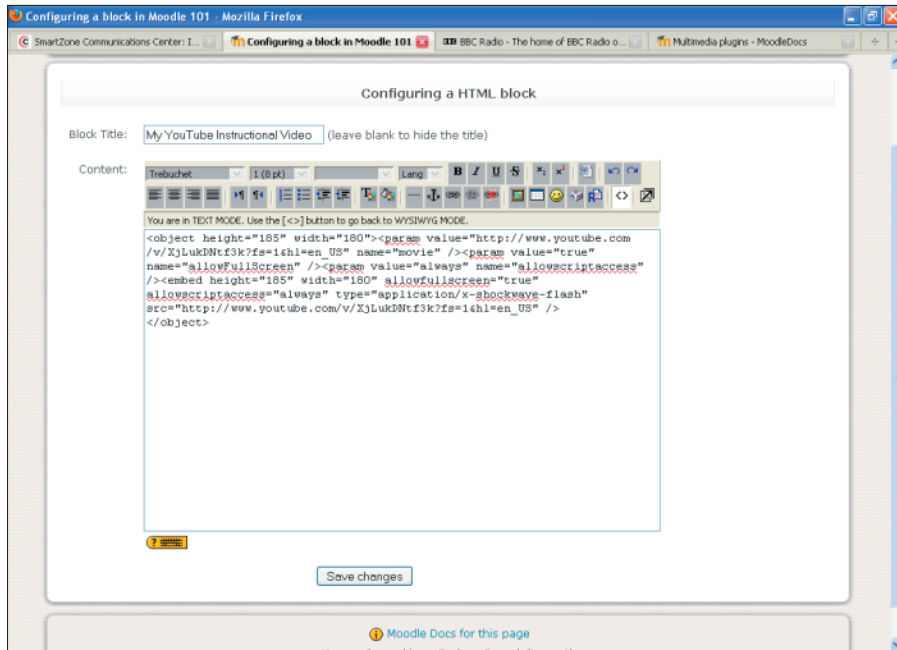 Configuring a block in Moodle 101 - Mozilla Firefox
SmartZone Communications Center: I... Configuring a block in Moodle 101 BBC Radio - The home of BBC Radio o... Multimedia plugins - MoodleDocs
Configuring a HTML block
Block Title: My YouTube Instructional Video (leave blank to hide the title)
Content:
Trebuchet 1 (8 pt) Lang B I U S
You are in TEXT MODE. Use the [<>] button to go back to WYSIWYG MODE.
<object height="185" width="180"><param value="http://www.youtube.com
/v/XjLukDNtf3k?fs=1&hl=en_US" name="movie" /><param value="true"
name="allowFullScreen" /><param value="always" name="allowscriptaccess"
/><embed height="185" width="180" allowfullscreen="true"
allowscriptaccess="always" type="application/x-shockwave-flash"
src="http://www.youtube.com/v/XjLukDNtf3k?fs=1&hl=en_US" />
</object>
Save changes
Moodle Docs for this page